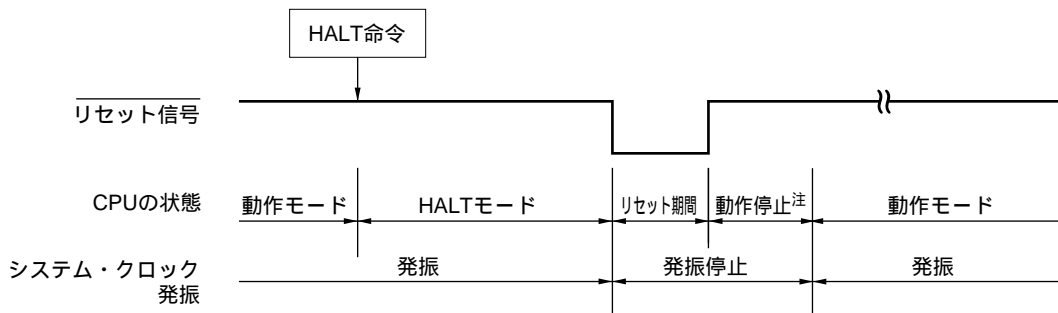 HALT命令
リセット信号
CPUの状態 動作モード HALTモード リセット期間 動作停止注 動作モード
システム・クロック
発振 発振 発振停止 発振